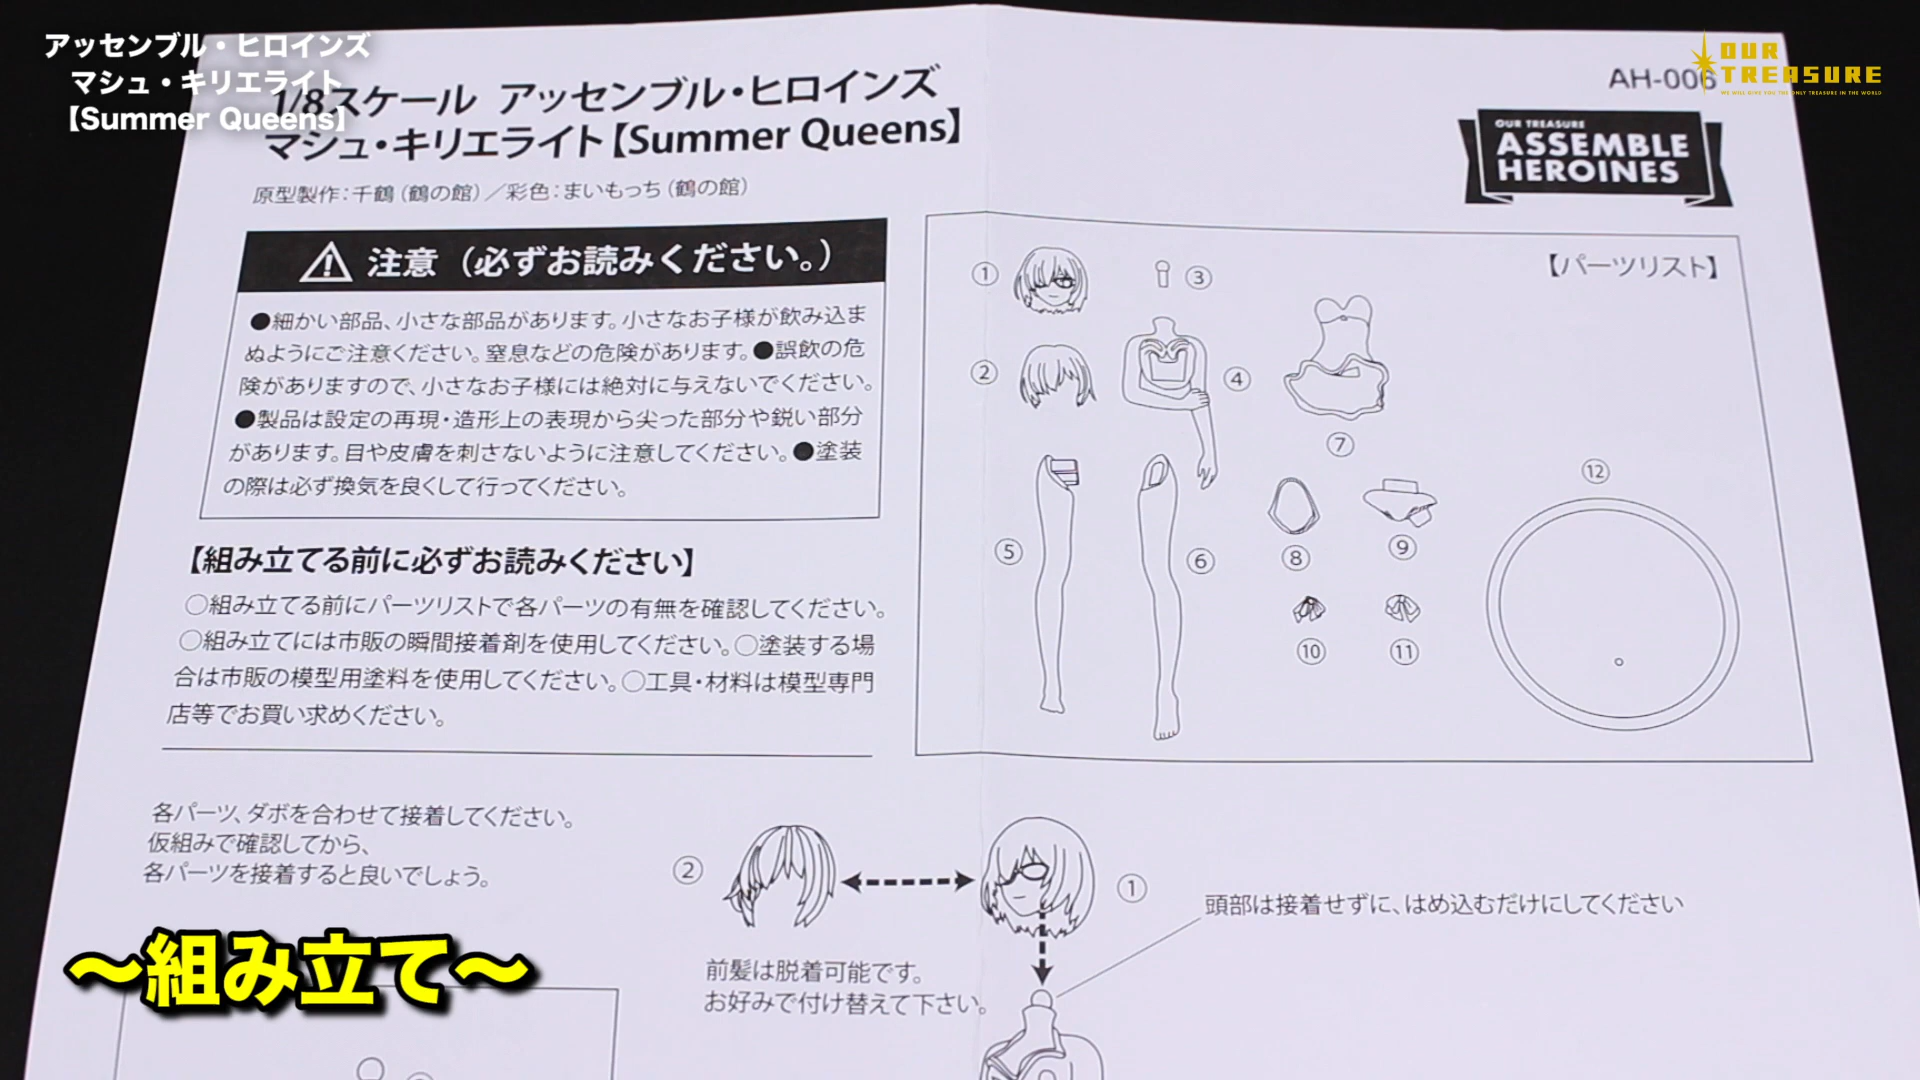 アッセンブル・ヒロインズ
マシュ・キリエライト
【Summer Queens】
OUR
TREASURE
WE WILL GIVE YOU THE ONLY TREASURE IN THE WORLD
1/8スケール アッセンブル・ヒロインズ
マシュ・キリエライト【Summer Queens】
原型製作:千鶴(鶴の館)/彩色:まいもっち(鶴の館)
AH-006
OUR TREASURE
ASSEMBLE
HEROINES
注意(必ずお読みください。)
●細かい部品、小さな部品があります。小さなお子様が飲み込ま
ぬようにご注意ください。窒息などの危険があります。●誤飲の危
険がありますので、小さなお子様には絶対に与えないでください。
●製品は設定の再現・造形上の表現から尖った部分や鋭い部分
があります。目や皮膚を刺さないように注意してください。●塗装
の際は必ず換気を良くして行ってください。
【組み立てる前に必ずお読みください】
○組み立てる前にパーツリストで各パーツの有無を確認してください。
○組み立てには市販の瞬間接着剤を使用してください。○塗装する場
合は市販の模型用塗料を使用してください。○工具・材料は模型専門
店等でお買い求めください。
【パーツリスト】
①
③
②
④
⑦
⑫
⑤
⑥
⑧
⑨
⑩
⑪
各パーツ、ダボを合わせて接着してください。
仮組みで確認してから、
各パーツを接着すると良いでしょう。
②
①
頭部は接着せずに、はめ込むだけにしてください
前髪は脱着可能です。
お好みで付け替えて下さい。
～組み立て～